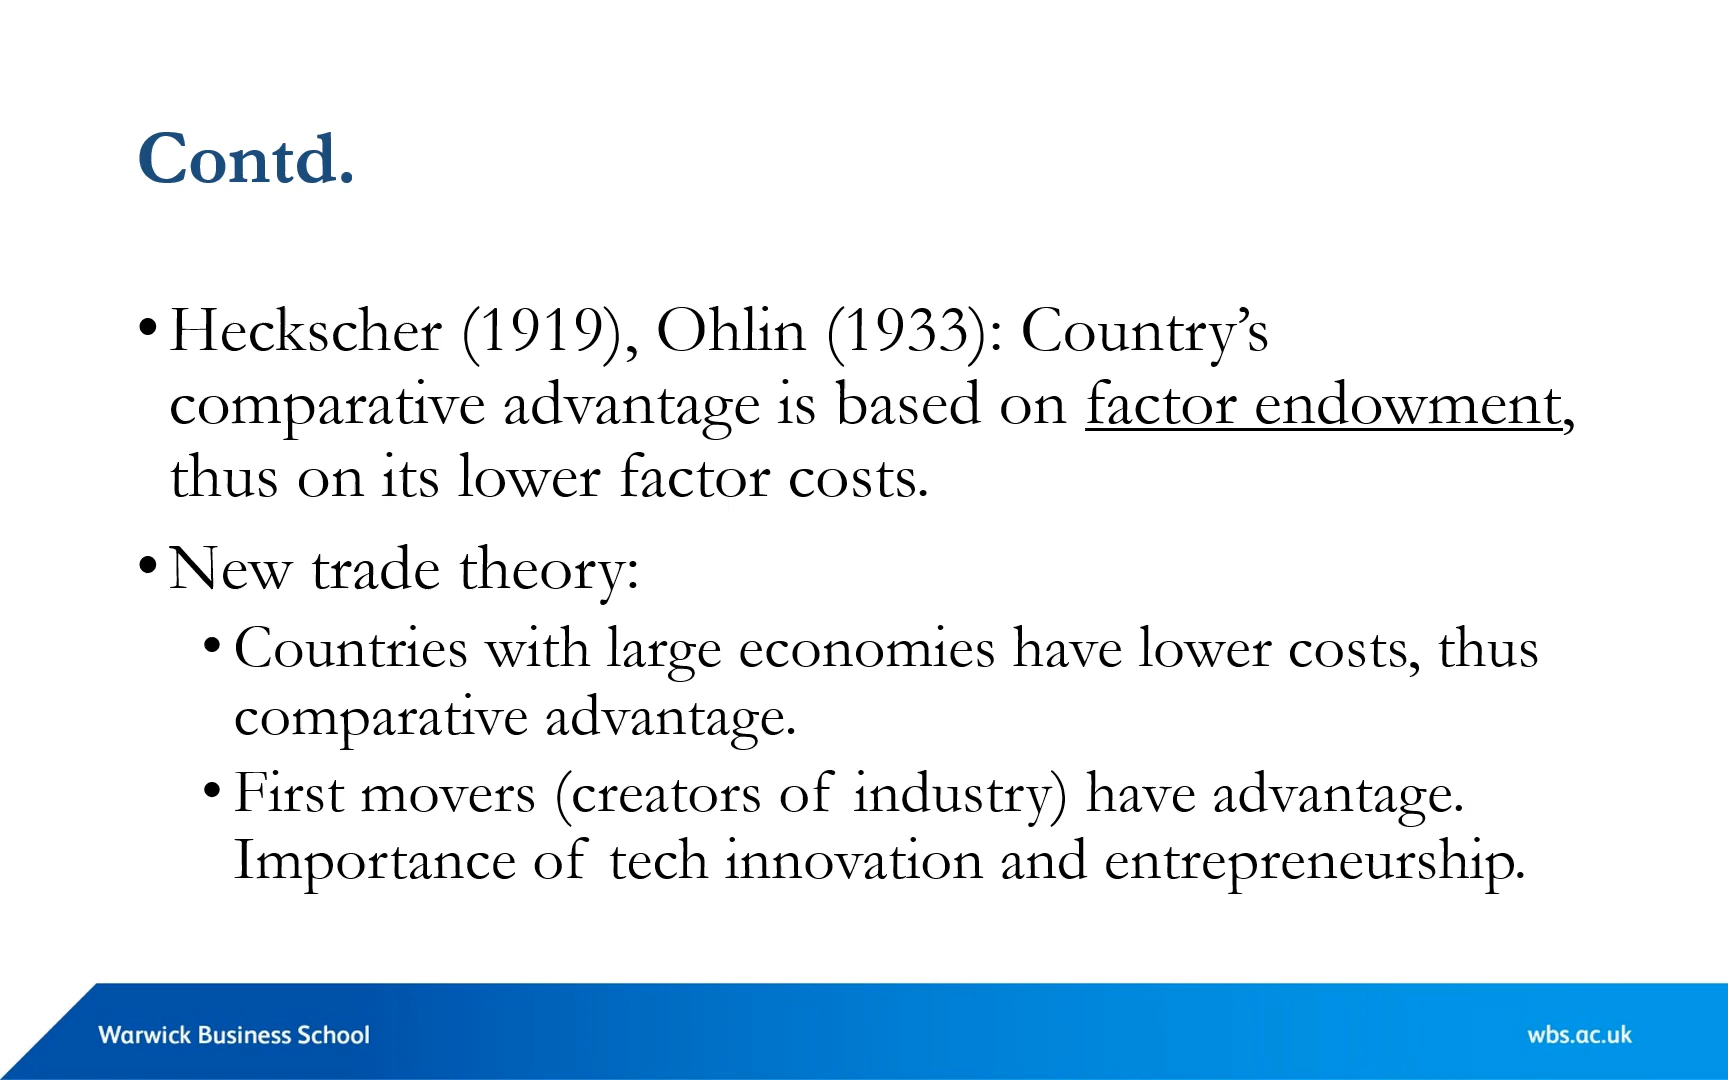 Contd.
• Heckscher (1919), Ohlin (1933): Country’s
comparative advantage is based on factor endowment,
thus on its lower factor costs.
• New trade theory:
• Countries with large economies have lower costs, thus
comparative advantage.
• First movers (creators of industry) have advantage.
Importance of tech innovation and entrepreneurship.
Warwick Business School
wbs.ac.uk